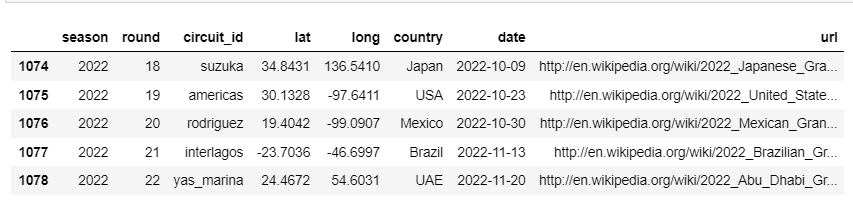 season round circuit_id lat long country date url
1074 2022 18 suzuka 34.8431 136.5410 Japan 2022-10-09 http://en.wikipedia.org/wiki/2022_Japanese_Gra...
1075 2022 19 americas 30.1328 -97.6411 USA 2022-10-23 http://en.wikipedia.org/wiki/2022_United_State...
1076 2022 20 rodriguez 19.4042 -99.0907 Mexico 2022-10-30 http://en.wikipedia.org/wiki/2022_Mexican_Gran...
1077 2022 21 interlagos -23.7036 -46.6997 Brazil 2022-11-13 http://en.wikipedia.org/wiki/2022_Brazilian_Gr...
1078 2022 22 yas_marina 24.4672 54.6031 UAE 2022-11-20 http://en.wikipedia.org/wiki/2022_Abu_Dhabi_Gr...